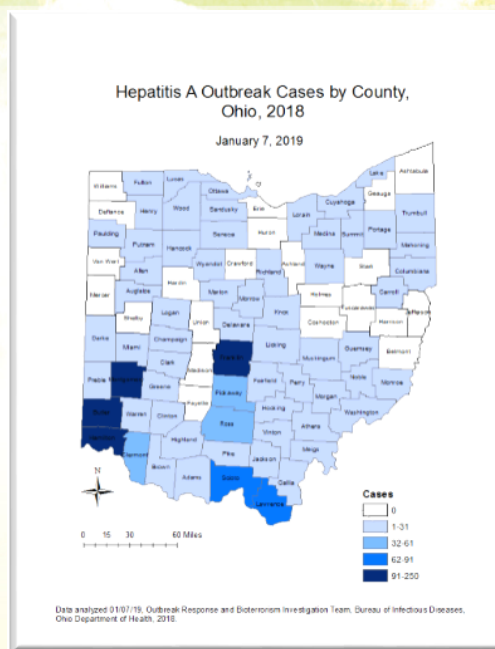 Hepatitis A Outbreak Cases by County,
Ohio, 2018
January 7, 2019
Ashtabula
Lake
Williams Fulton Lucas
Ottawa
Geauga
Cuyahoga
Trumbull
Defiance Henry Wood Sandusky Erie Lorain
Portage
Huron Medina Summit
Paulding Seneca
Mahoning
Putnam Hancock
Ashland
Van Wert Wyandot Crawford Richland Wayne Stark Columbiana
Allen
Hardin
Mercer Auglaize Marion Carroll
Morrow Holmes
Tuscarawas
Jefferson
Shelby Logan Union Knox
Coshocton Harrison
Delaware
Darke Champaign
Miami Licking Guernsey Belmont
Clark Franklin Muskingum
Madison
Preble Montgomery Noble
Greene Pickaway Fairfield Perry Monroe
Fayette Morgan
Butler Warren Clinton Ross Hocking Washington
Athens
Hamilton Highland Vinton
Clermont Pike Meigs
Jackson
Brown Adams Scioto Gallia
Lawrence
N
0 15 30 60 Miles
Cases
0
1-31
32-61
62-91
91-250
Data analyzed 01/07/19, Outbreak Response and Bioterrorism Investigation Team, Bureau of Infectious Diseases,
Ohio Department of Health, 2018.